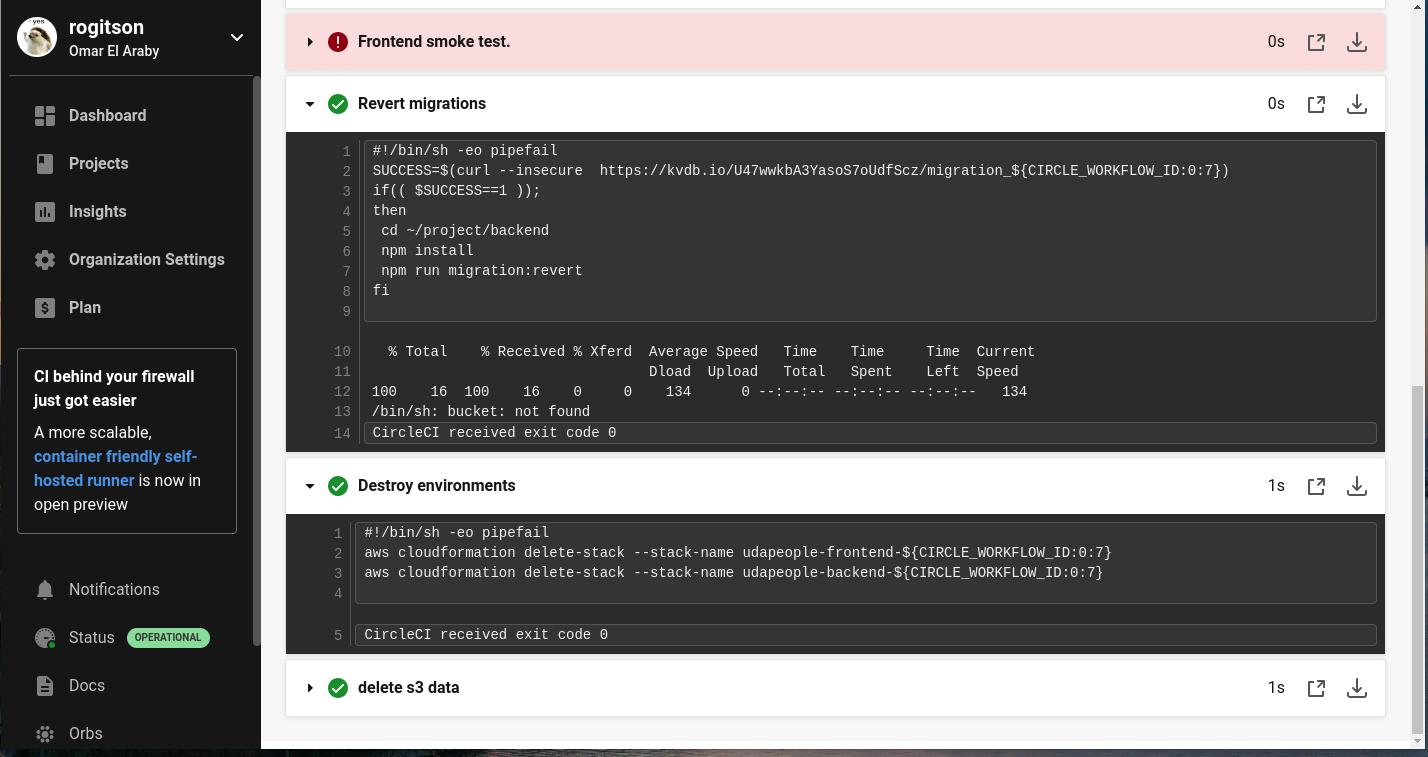 yes
rogitson
Omar El Araby
Dashboard
Projects
Insights
Organization Settings
Plan
CI behind your firewall
just got easier
A more scalable,
container friendly self-
hosted runner is now in
open preview
Notifications
Status OPERATIONAL
Docs
Orbs
Frontend smoke test. 0s
Revert migrations 0s
1 #!/bin/sh -eo pipefail
2 SUCCESS=$(curl --insecure  https://kvdb.io/U47wwkbA3YasoS7oUdfScz/migration_${CIRCLE_WORKFLOW_ID:0:7})
3 if(( $SUCCESS==1 ));
4 then
5  cd ~/project/backend
6  npm install
7  npm run migration:revert
8 fi
9
10   % Total    % Received % Xferd  Average Speed   Time    Time     Time  Current
11                                  Dload  Upload   Total   Spent    Left  Speed
12 100    16  100    16    0     0    134      0 --:--:-- --:--:-- --:--:--   134
13 /bin/sh: bucket: not found
14 CircleCI received exit code 0
Destroy environments 1s
1 #!/bin/sh -eo pipefail
2 aws cloudformation delete-stack --stack-name udapeople-frontend-${CIRCLE_WORKFLOW_ID:0:7}
3 aws cloudformation delete-stack --stack-name udapeople-backend-${CIRCLE_WORKFLOW_ID:0:7}
4
5 CircleCI received exit code 0
delete s3 data 1s